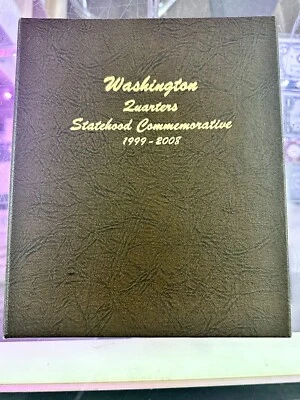 Washington
Quarters
Statehood Commemorative
1999-2008